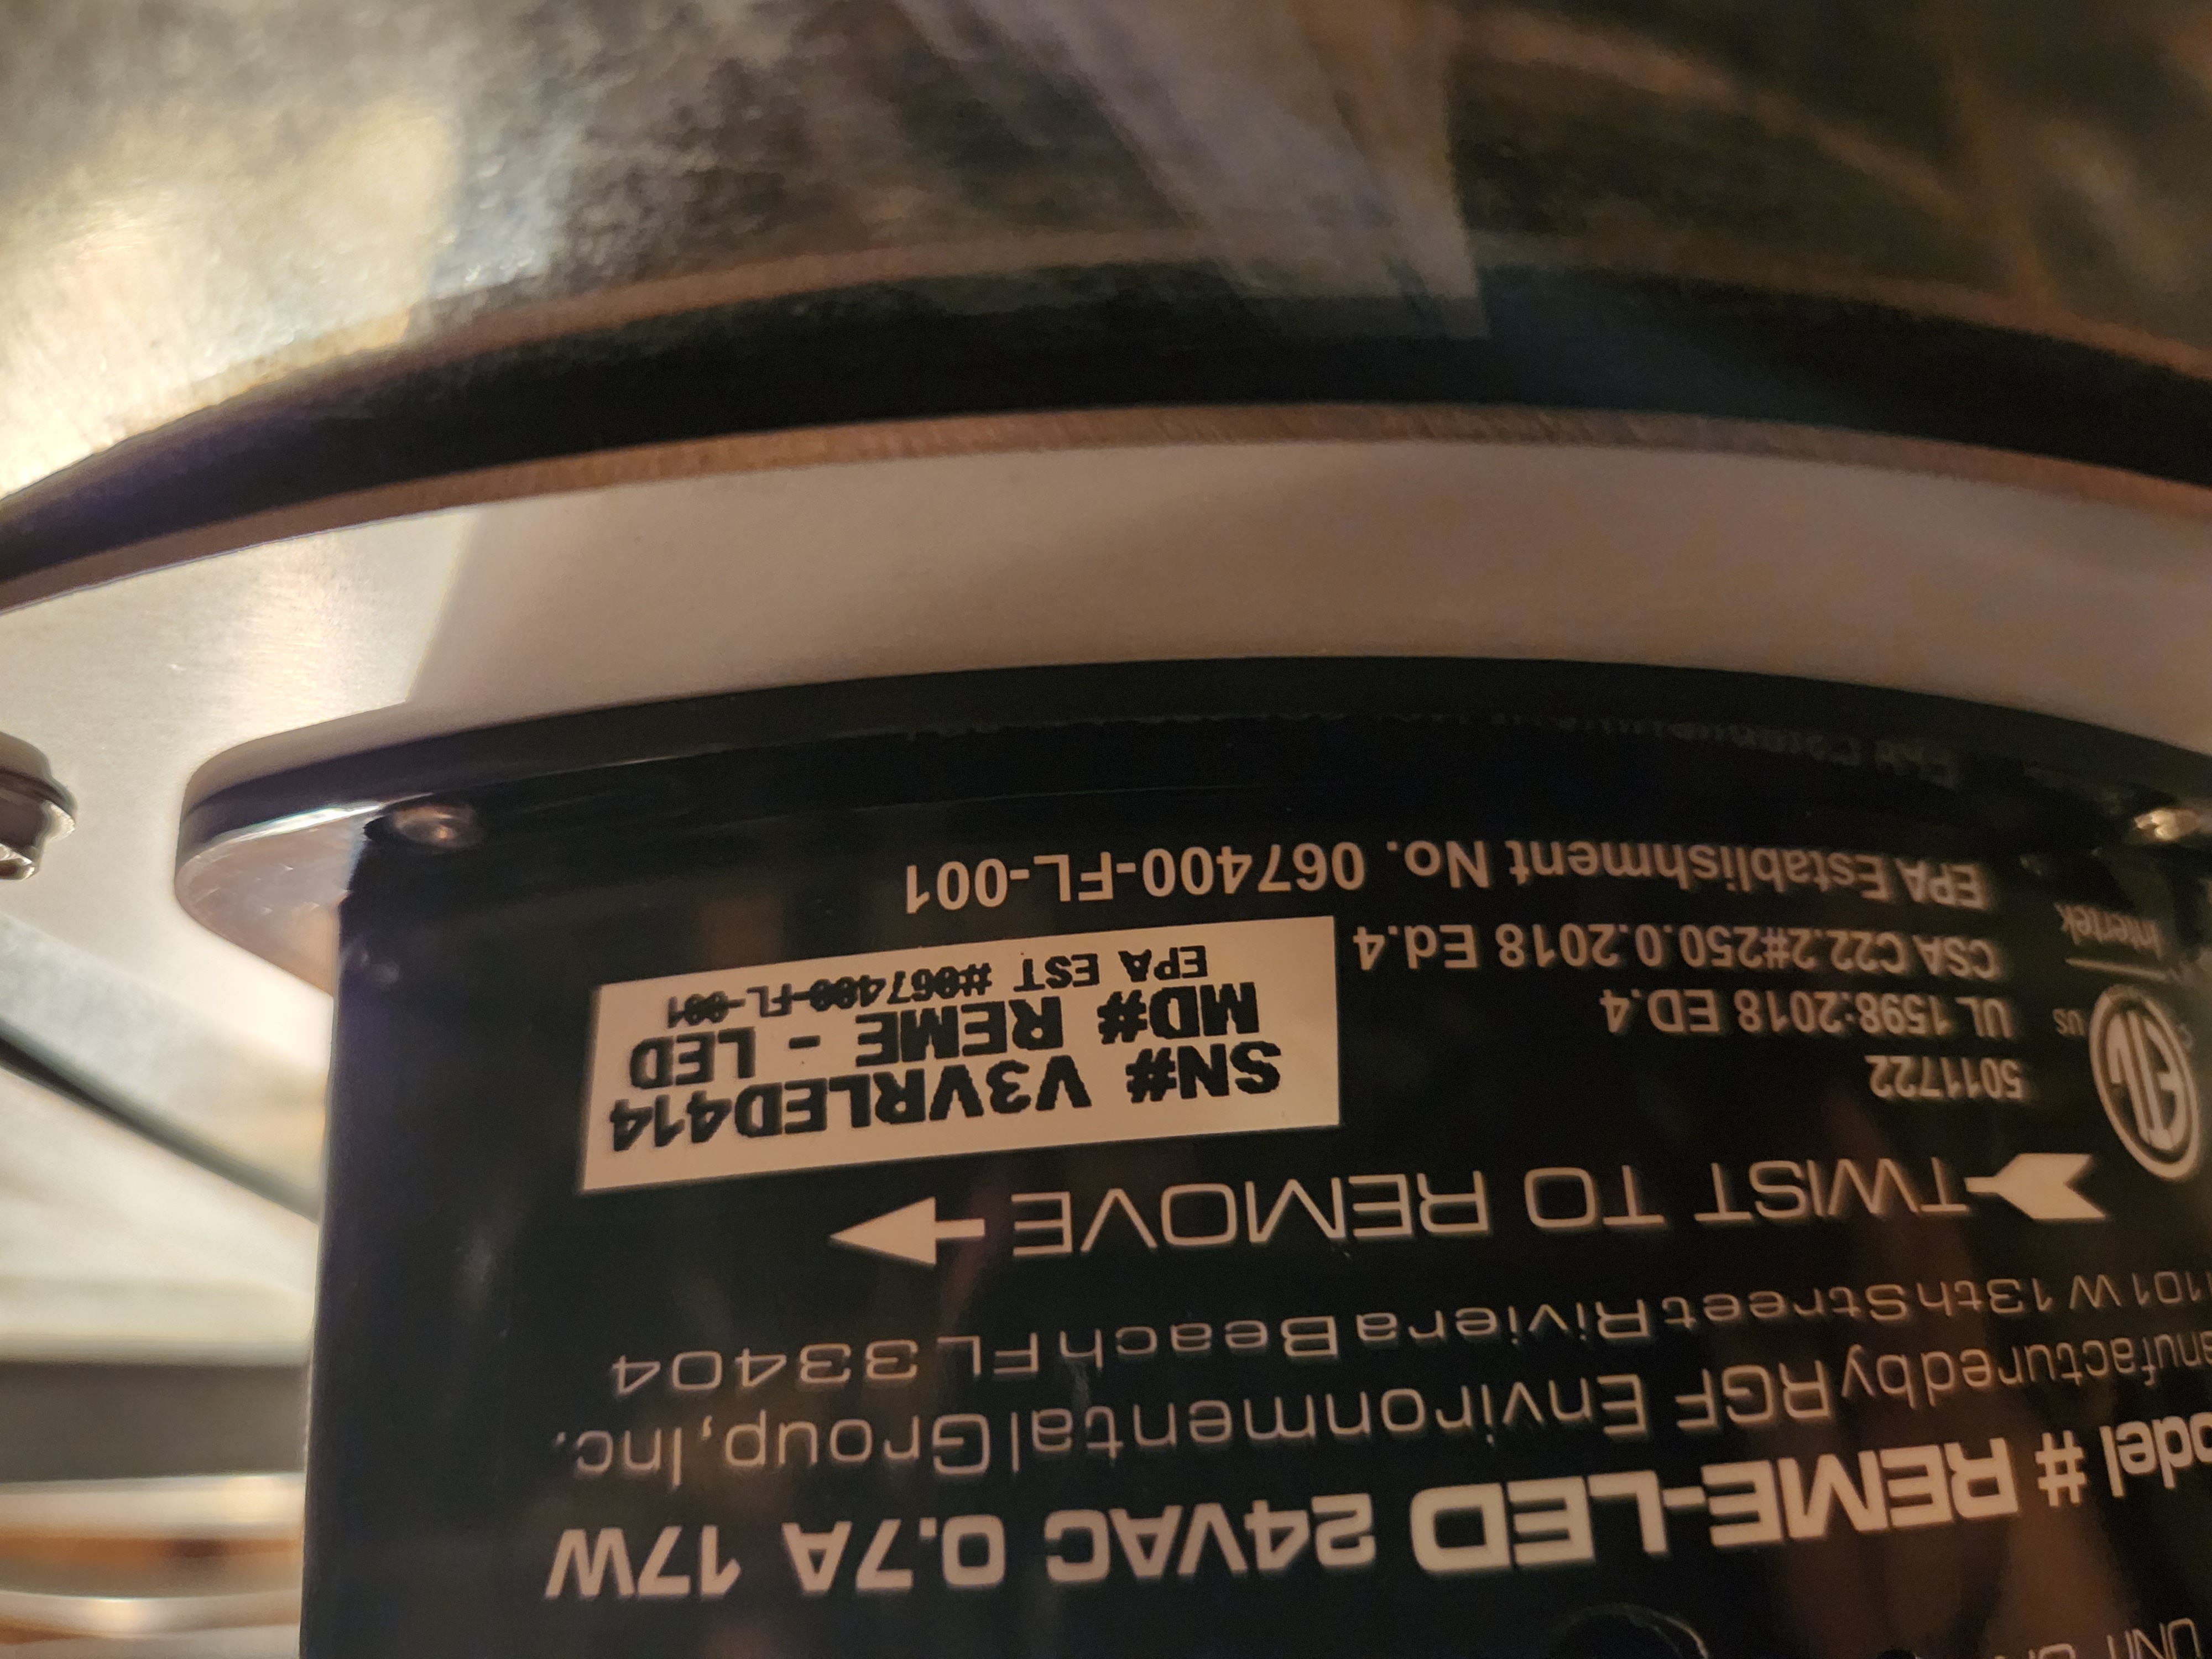 Model # REME-LED 24VAC 0.7A 17W
Manufactured by RGF Environmental Group, Inc.
1101 W 13th Street Riviera Beach FL 33404
TWIST TO REMOVE
SN# V3VRLED414
MD# REME - LED
EPA EST #067400-FL-001
C ETL US
Intertek
5011722
UL 1598:2018 ED.4
CSA C22.2#250.0.2018 Ed.4
EPA Establishment No. 067400-FL-001